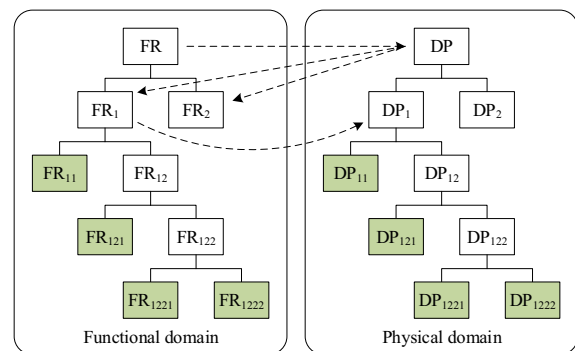 FR DP
FR₁ FR₂ DP₁ DP₂
FR₁₁ FR₁₂ DP₁₁ DP₁₂
FR₁₂₁ FR₁₂₂ DP₁₂₁ DP₁₂₂
FR₁₂₂₁ FR₁₂₂₂ DP₁₂₂₁ DP₁₂₂₂
Functional domain Physical domain